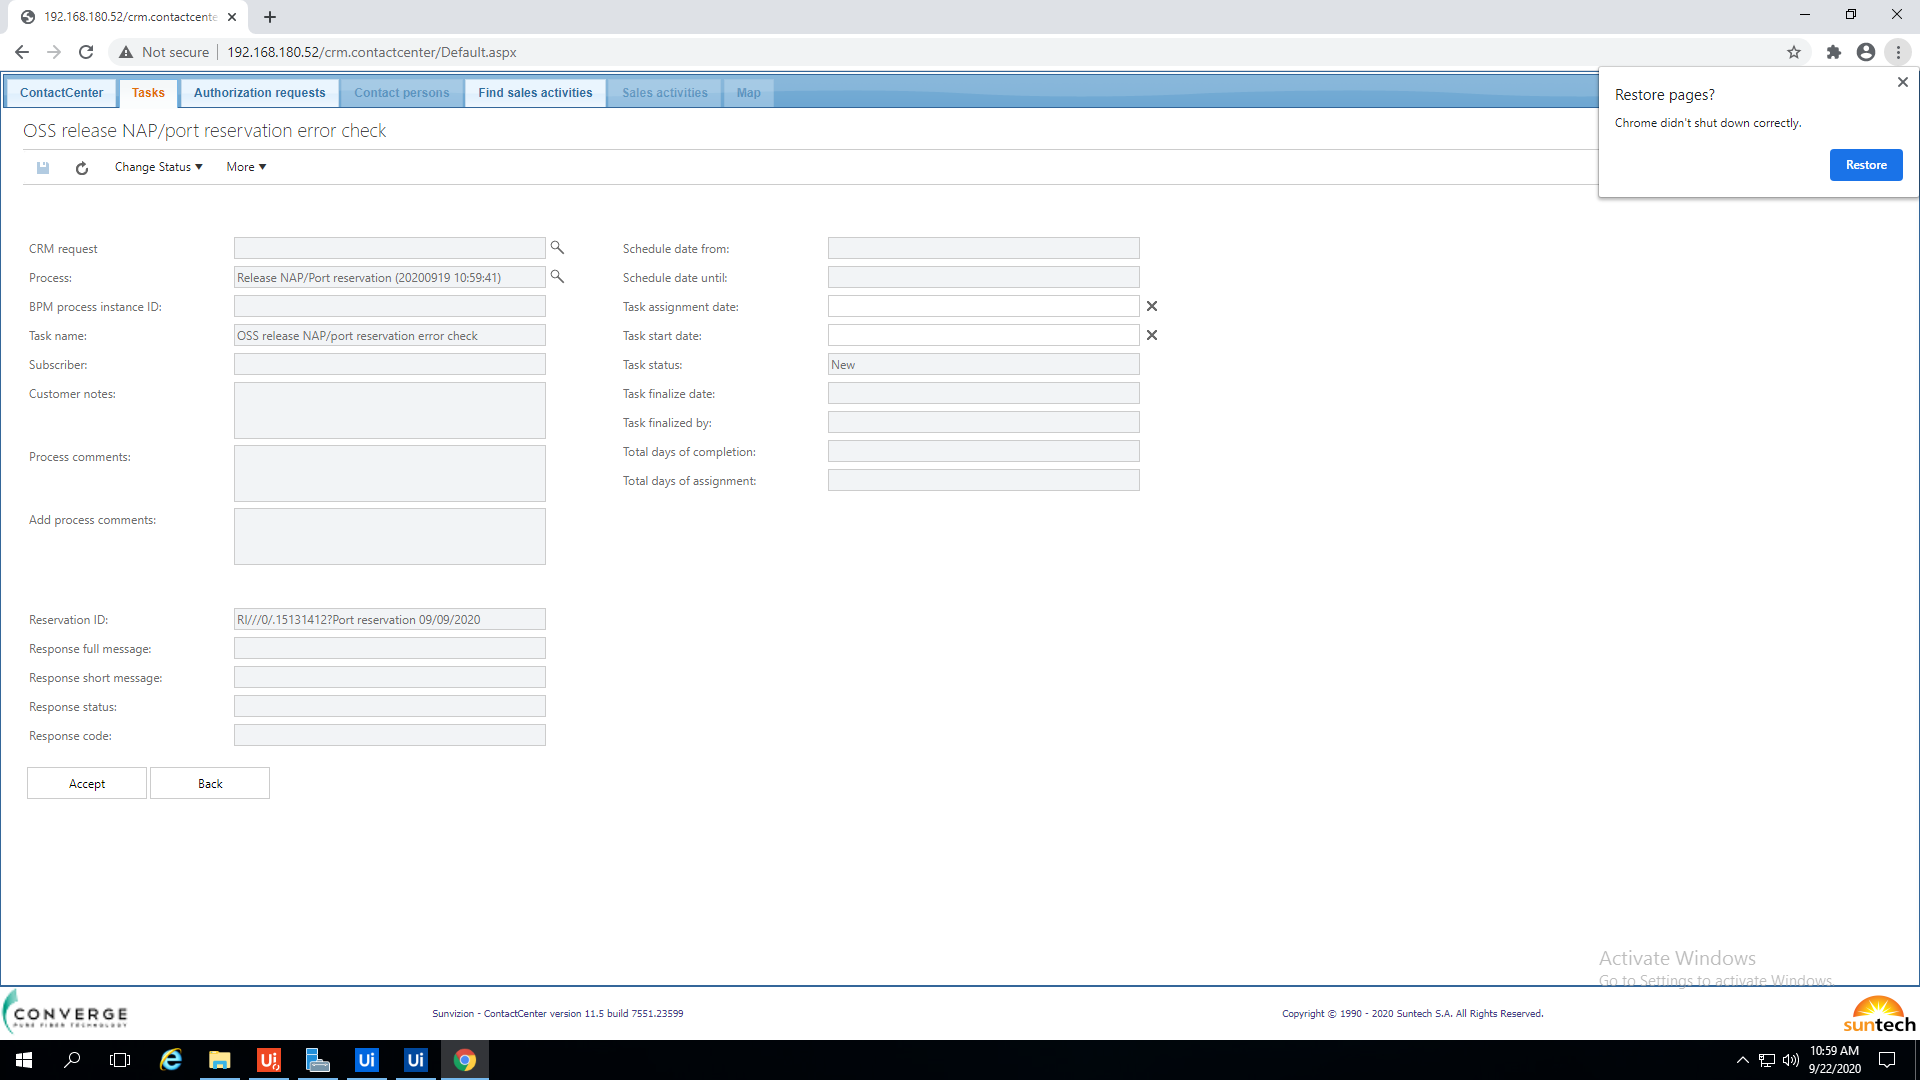 192.168.180.52/crm.contactcente
Not secure
192.168.180.52/crm.contactcenter/Default.aspx
ContactCenter
Tasks
Authorization requests
Contact persons
Find sales activities
Sales activities
Map
Restore pages?
Chrome didn't shut down correctly.
Restore
OSS release NAP/port reservation error check
Change Status
More
CRM request
Process:
Release NAP/Port reservation (20200919 10:59:41)
BPM process instance ID:
Task name:
OSS release NAP/port reservation error check
Subscriber:
Customer notes:
Process comments:
Add process comments:
Schedule date from:
Schedule date until:
Task assignment date:
Task start date:
Task status:
New
Task finalize date:
Task finalized by:
Total days of completion:
Total days of assignment:
Reservation ID:
RI///0/.15131412?Port reservation 09/09/2020
Response full message:
Response short message:
Response status:
Response code:
Accept
Back
Activate Windows
Go to Settings to activate Windows.
CONVERGE
PURE FIBER TECHNOLOGY
Sunvizion - ContactCenter version 11.5 build 7551.23599
Copyright © 1990 - 2020 Suntech S.A. All Rights Reserved.
suntech
Ui
Ui
Ui
10:59 AM
9/22/2020